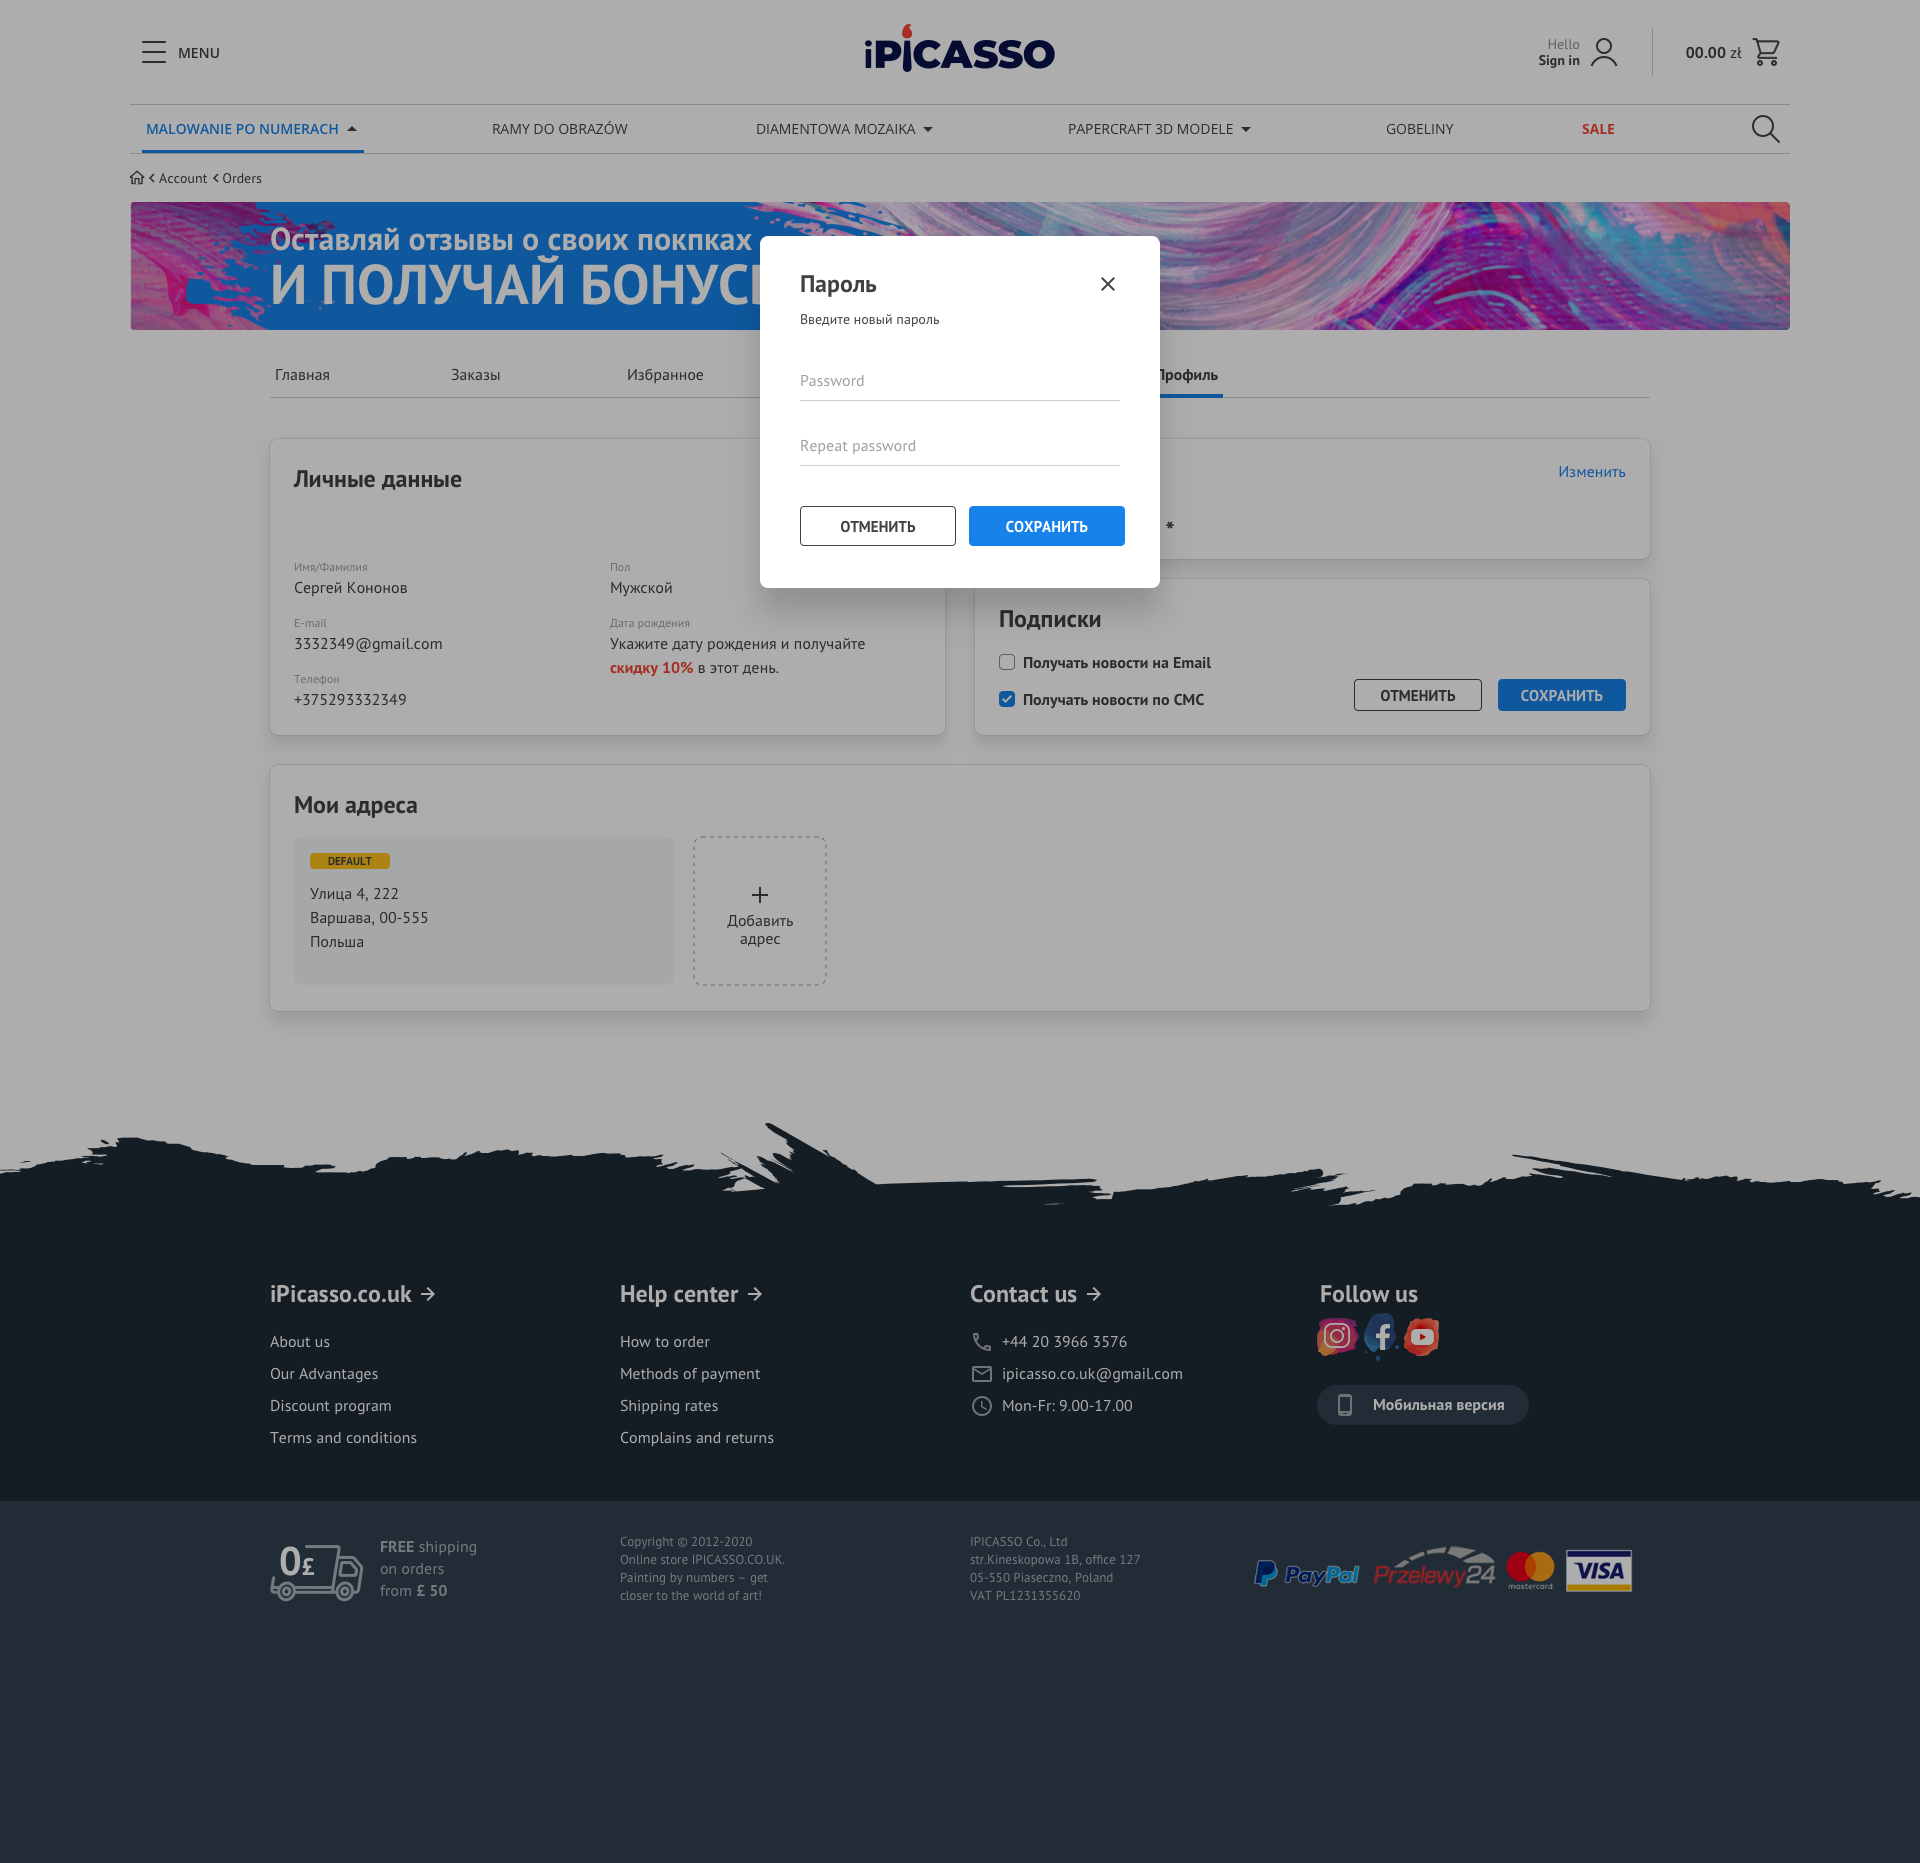 MENU
iPiCASSO
Hello
Sign in
00.00 zł
MALOWANIE PO NUMERACH
RAMY DO OBRAZÓW
DIAMENTOWA MOZAIKA
PAPERCRAFT 3D MODELE
GOBELINY
SALE
Account
Orders
Оставляй отзывы о своих покпках
И ПОЛУЧАЙ
Пароль
Введите новый пароль
Password
Repeat password
ОТМЕНИТЬ
СОХРАНИТЬ
Главная
Заказы
Избранное
Профиль
Личные данные
Имя/Фамилия
Сергей Кононов
E-mail
3332349@gmail.com
Телефон
+375293332349
Пол
Мужской
Дата рождения
Укажите дату рождения и получайте
скидку 10% в этот день.
Изменить
*
Подписки
Получать новости на Email
Получать новости по СМС
ОТМЕНИТЬ
СОХРАНИТЬ
Мои адреса
DEFAULT
Улица 4, 222
Варшава, 00-555
Польша
Добавить
адрес
iPicasso.co.uk
About us
Our Advantages
Discount program
Terms and conditions
Help center
How to order
Methods of payment
Shipping rates
Complains and returns
Contact us
+44 20 3966 3576
ipicasso.co.uk@gmail.com
Mon-Fr: 9.00-17.00
Follow us
Мобильная версия
0£
FREE shipping
on orders
from £ 50
Copyright © 2012-2020
Online store IPICASSO.CO.UK.
Painting by numbers – get
closer to the world of art!
IPICASSO Co., Ltd
str.Kineskopowa 1B, office 127
05-550 Piaseczno, Poland
VAT PL1231355620
PayPal
Przelewy24
mastercard
VISA